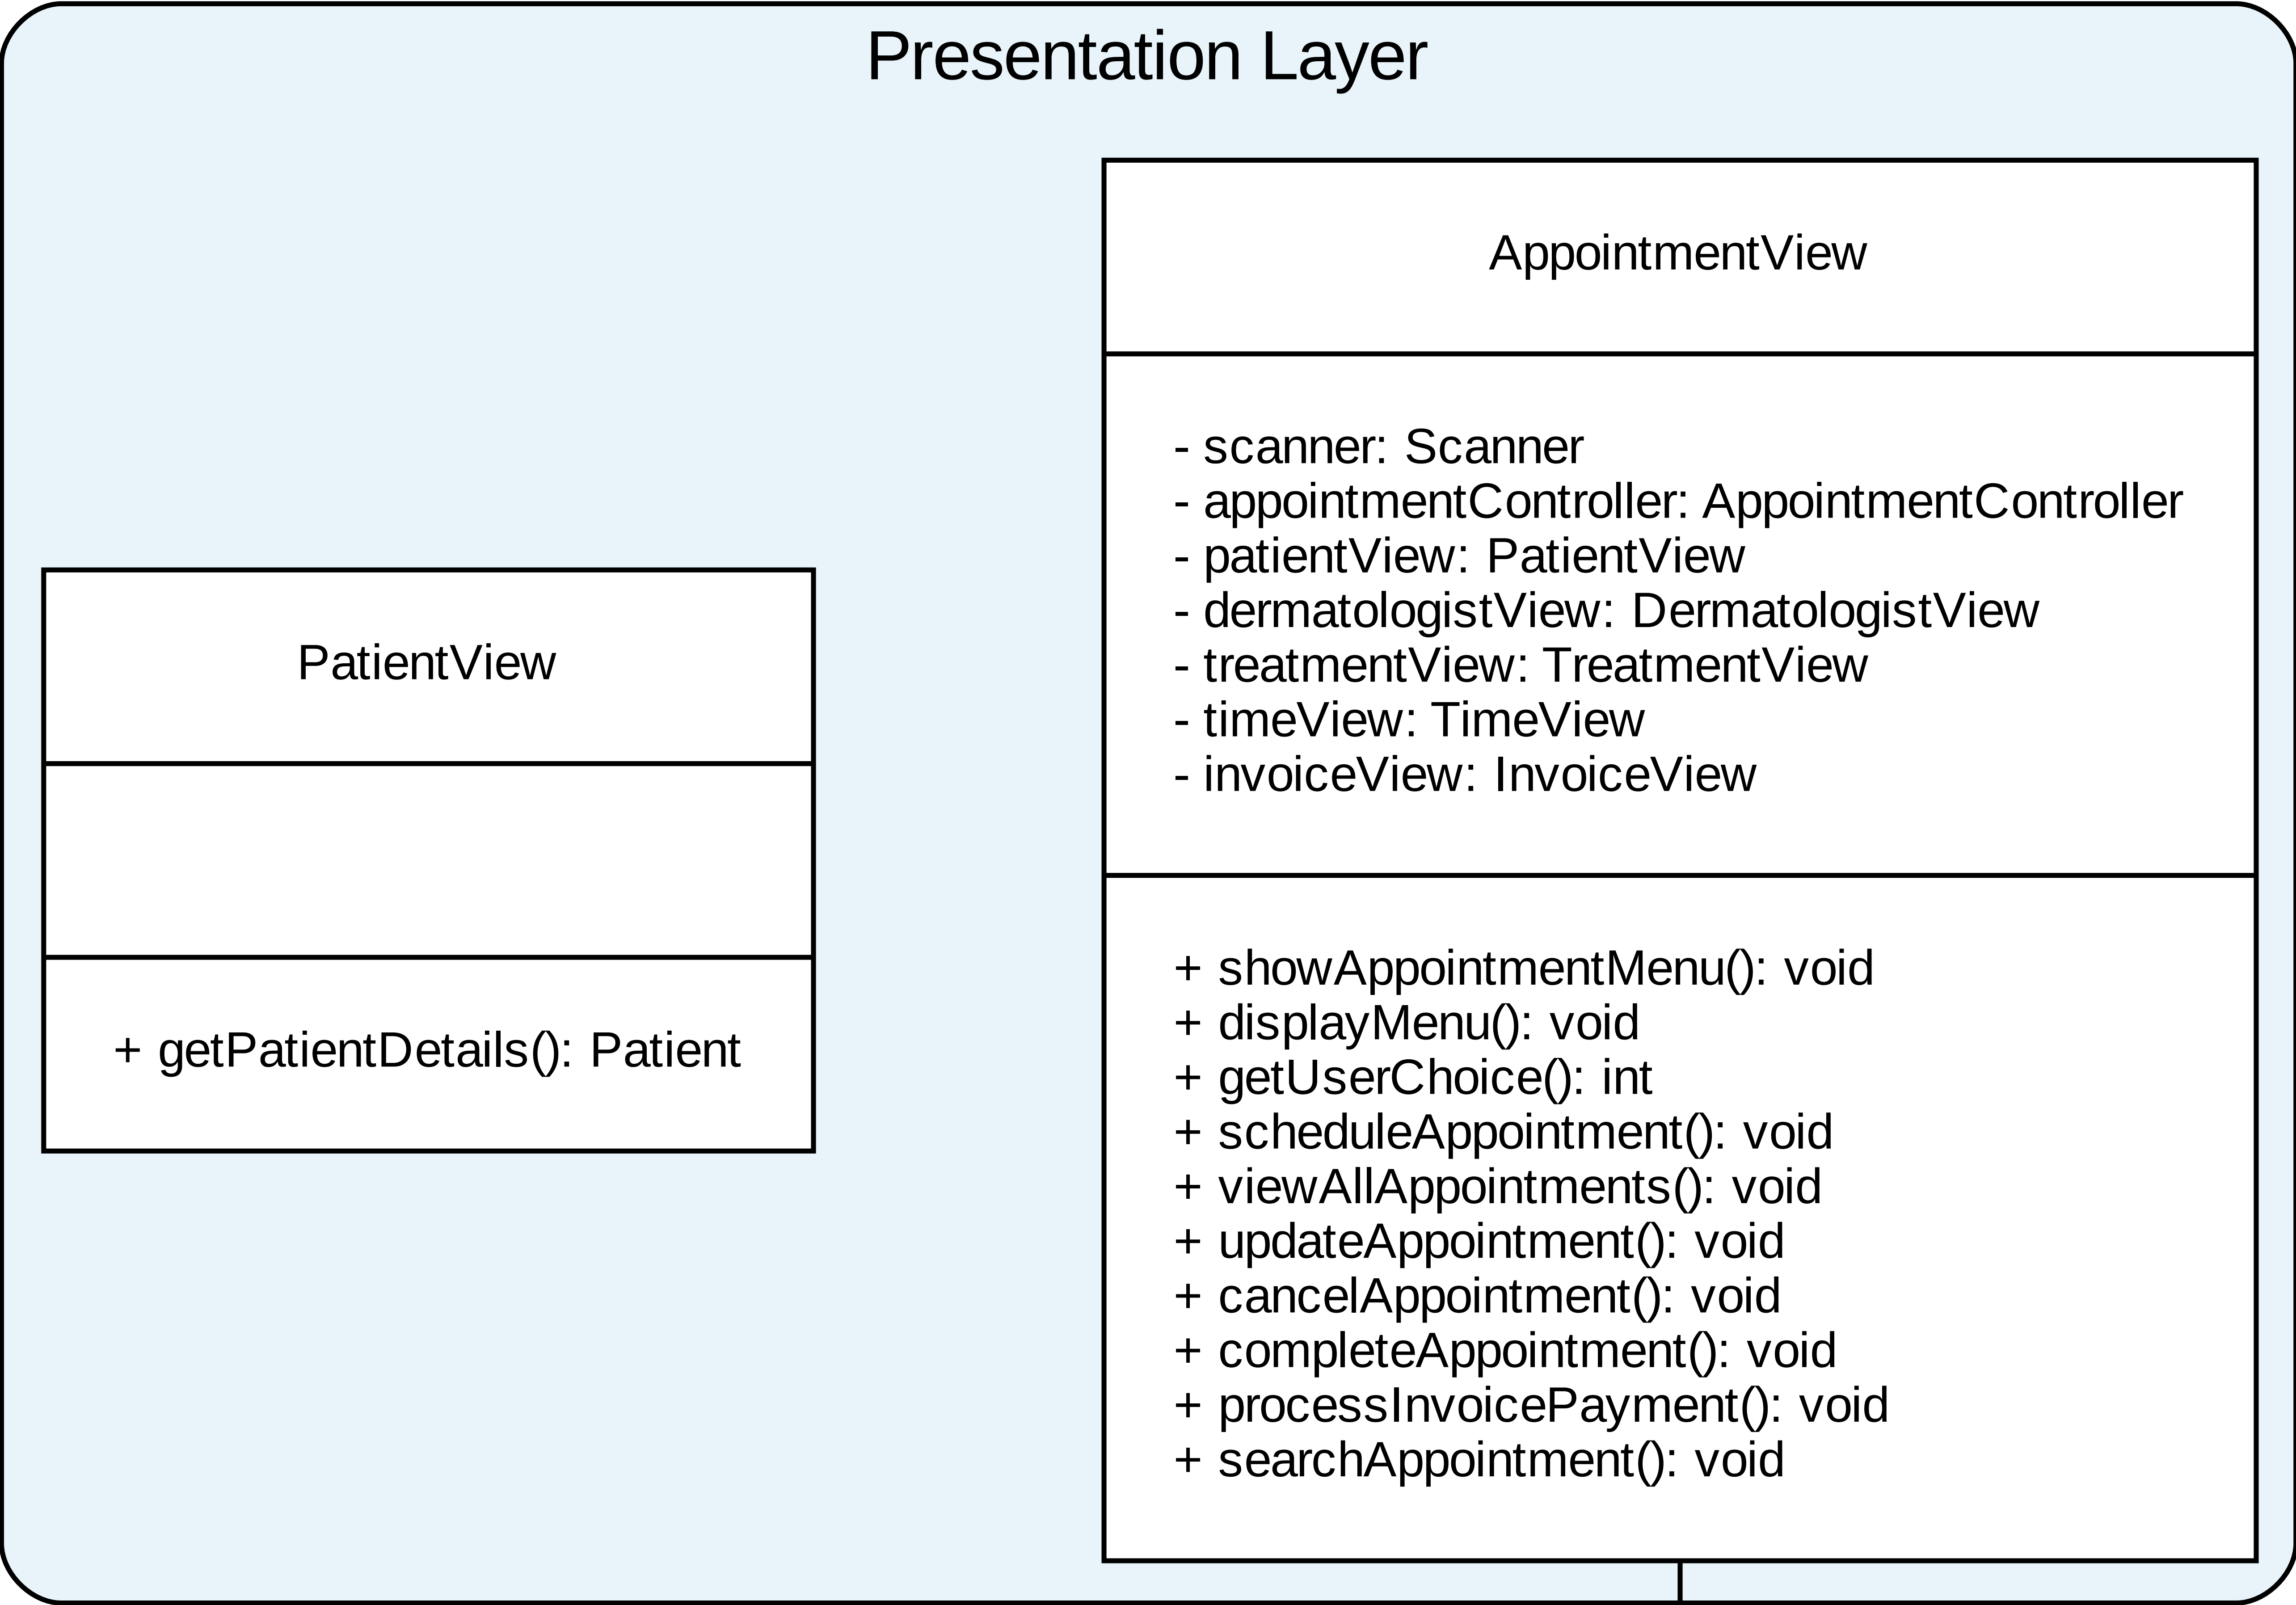 Presentation Layer
PatientView
+ getPatientDetails(): Patient
AppointmentView
- scanner: Scanner
- appointmentController: AppointmentController
- patientView: PatientView
- dermatologistView: DermatologistView
- treatmentView: TreatmentView
- timeView: TimeView
- invoiceView: InvoiceView
+ showAppointmentMenu(): void
+ displayMenu(): void
+ getUserChoice(): int
+ scheduleAppointment(): void
+ viewAllAppointments(): void
+ updateAppointment(): void
+ cancelAppointment(): void
+ completeAppointment(): void
+ processInvoicePayment(): void
+ searchAppointment(): void